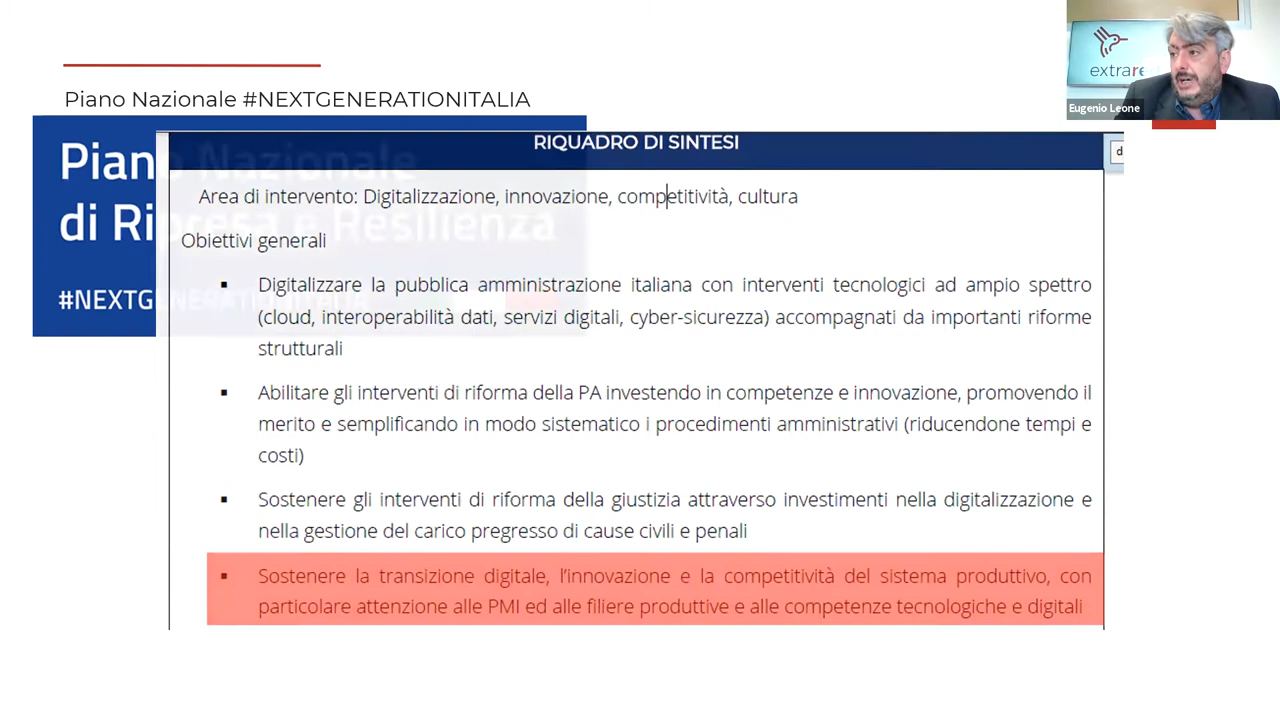 extrare
Eugenio Leone
Piano Nazionale #NEXTGENERATIONITALIA
Piano Nazionale
di Ripresa e Resilienza
#NEXTGENERATIONITALIA
RIQUADRO DI SINTESI
d
Area di intervento: Digitalizzazione, innovazione, competitività, cultura
Obiettivi generali
▪ Digitalizzare la pubblica amministrazione italiana con interventi tecnologici ad ampio spettro
(cloud, interoperabilità dati, servizi digitali, cyber-sicurezza) accompagnati da importanti riforme
strutturali
▪ Abilitare gli interventi di riforma della PA investendo in competenze e innovazione, promovendo il
merito e semplificando in modo sistematico i procedimenti amministrativi (riducendone tempi e
costi)
▪ Sostenere gli interventi di riforma della giustizia attraverso investimenti nella digitalizzazione e
nella gestione del carico pregresso di cause civili e penali
▪ Sostenere la transizione digitale, l’innovazione e la competitività del sistema produttivo, con
particolare attenzione alle PMI ed alle filiere produttive e alle competenze tecnologiche e digitali